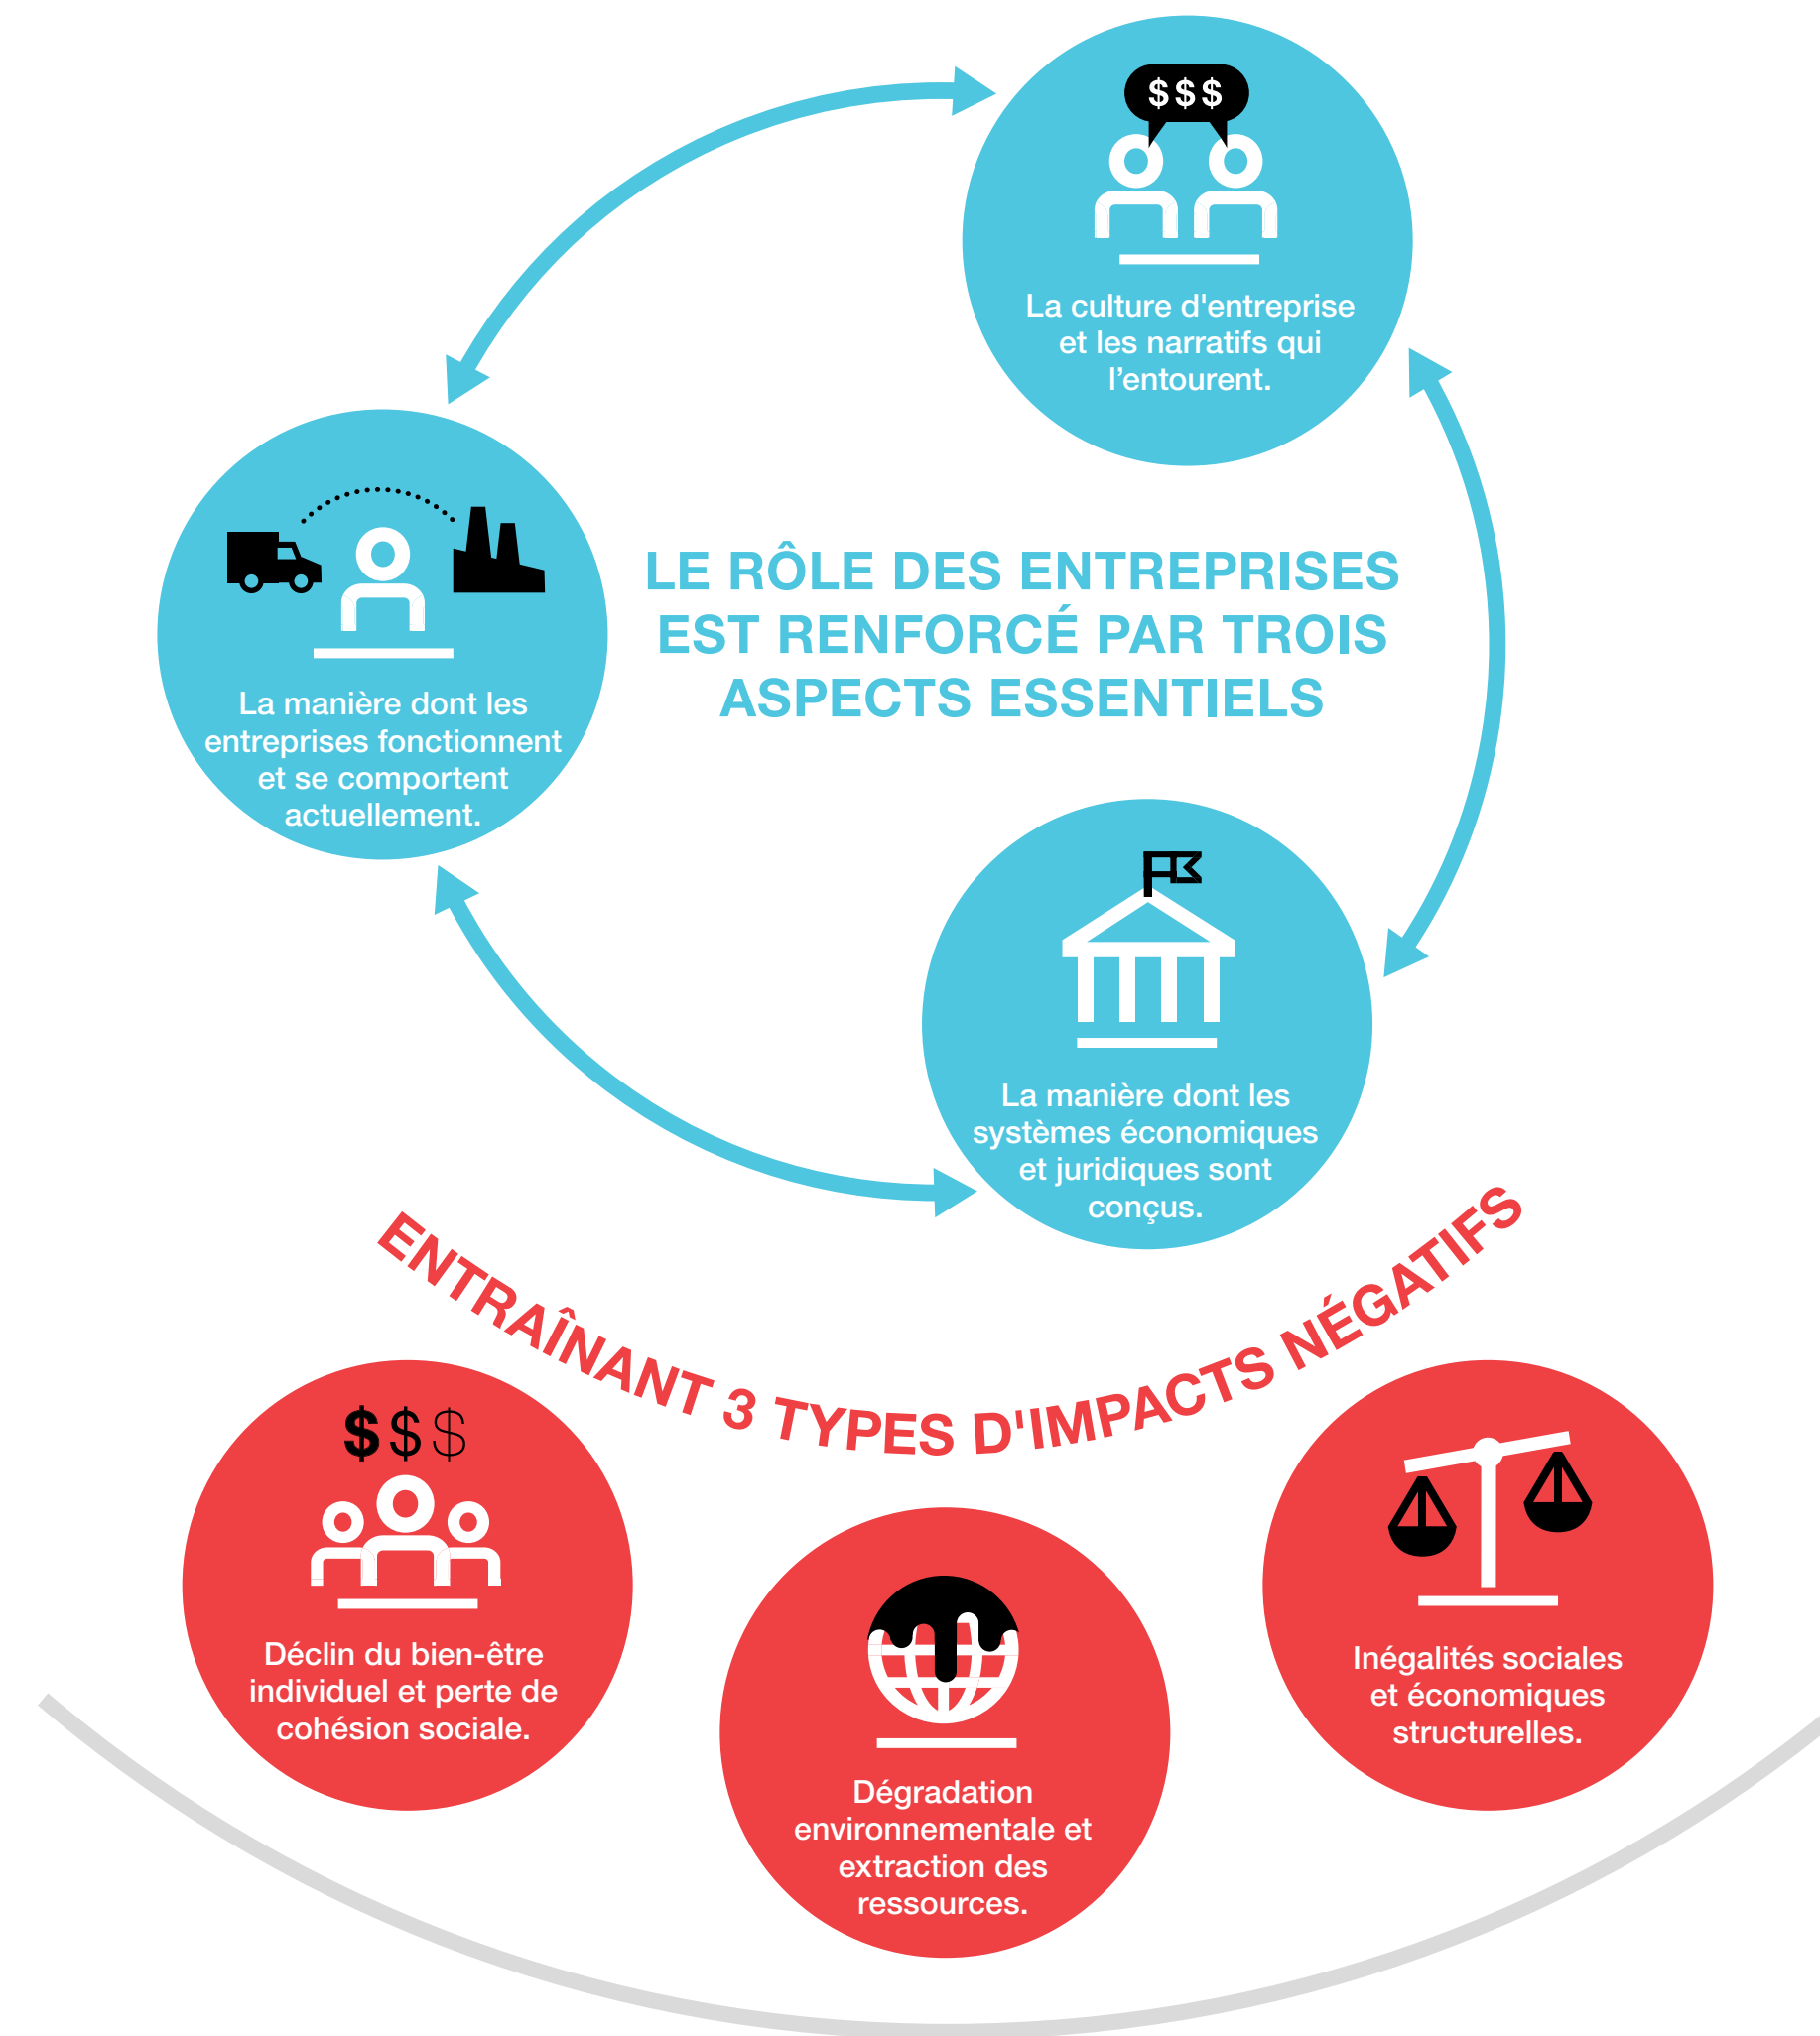 $$$
La culture d'entreprise
et les narratifs qui
l’entourent.
LE RÔLE DES ENTREPRISES
EST RENFORCÉ PAR TROIS
ASPECTS ESSENTIELS
La manière dont les
entreprises fonctionnent
et se comportent
actuellement.
La manière dont les
systèmes économiques
et juridiques sont
conçus.
ENTRAÎNANT 3 TYPES D'IMPACTS NÉGATIFS
$$$
Déclin du bien-être
individuel et perte de
cohésion sociale.
Dégradation
environnementale et
extraction des
ressources.
Inégalités sociales
et économiques
structurelles.